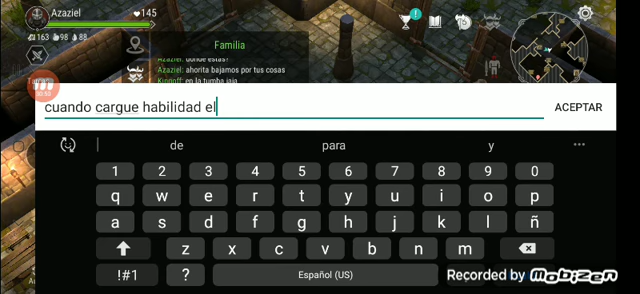 Azaziel
145
163 98 88
Familia
Azaziel: donde estas?
Azaziel: ahorita bajamos por tus cosas
en la tumba jaja
cuando cargue habilidad el
ACEPTAR
de para y
1 2 3 4 5 6 7 8 9 0
q w e r t y u i o p
a s d f g h j k l ñ
z x c v b n m
!#1 ? Español (US)
Recorded by Mobizen